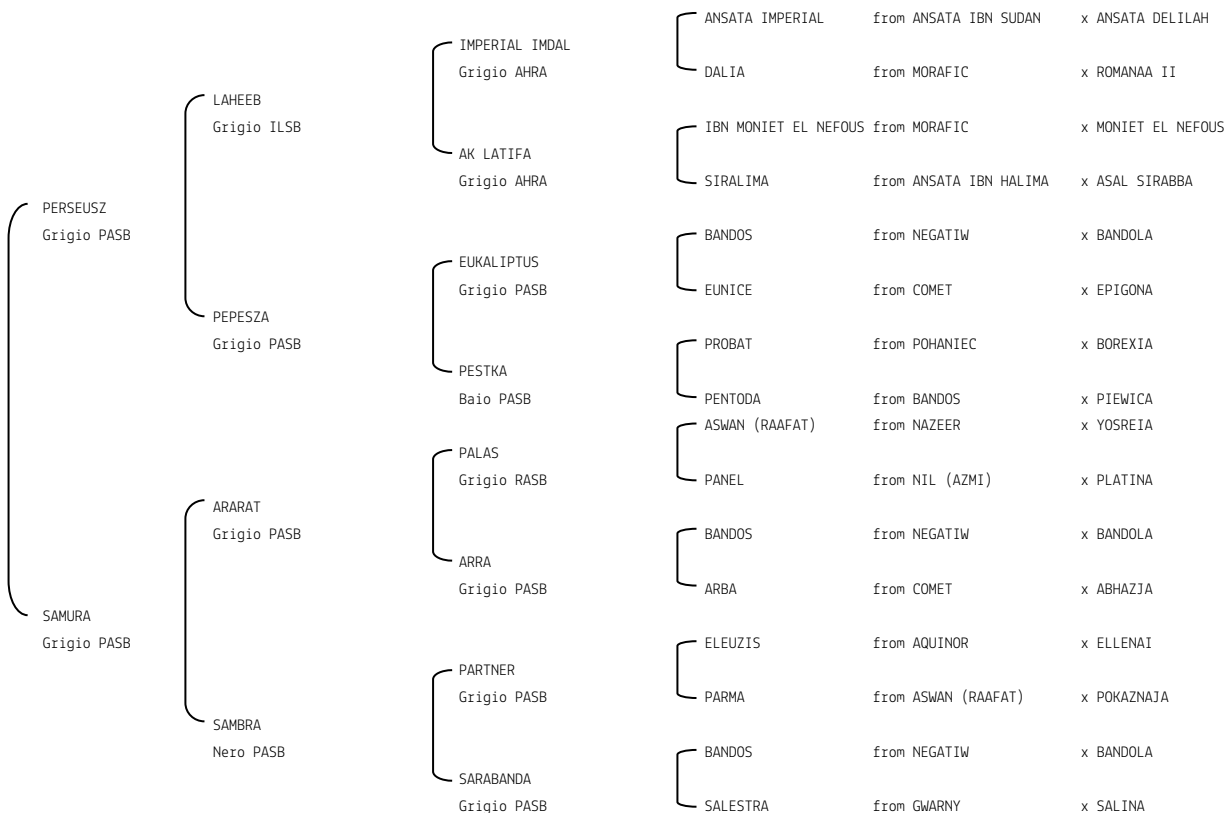 ANSATA IMPERIAL from ANSATA IBN SUDAN x ANSATA DELILAH
IMPERIAL IMDAL
Grigio AHRA DALIA from MORAFIC x ROMANAA II
LAHEEB
Grigio ILSB IBN MONIET EL NEFOUS from MORAFIC x MONIET EL NEFOUS
AK LATIFA
Grigio AHRA SIRALIMA from ANSATA IBN HALIMA x ASAL SIRABBA
PERSEUSZ
Grigio PASB BANDOS from NEGATIW x BANDOLA
EUKALIPTUS
Grigio PASB EUNICE from COMET x EPIGONA
PEPESZA
Grigio PASB PROBAT from POHANIEC x BOREXIA
PESTKA
Baio PASB PENTODA from BANDOS x PIEWICA
ASWAN (RAAFAT) from NAZEER x YOSREIA
PALAS
Grigio RASB PANEL from NIL (AZMI) x PLATINA
ARARAT
Grigio PASB BANDOS from NEGATIW x BANDOLA
ARRA
Grigio PASB ARBA from COMET x ABHAZJA
SAMURA
Grigio PASB ELEUZIS from AQUINOR x ELLENAI
PARTNER
Grigio PASB PARMA from ASWAN (RAAFAT) x POKAZNAJA
SAMBRA
Nero PASB BANDOS from NEGATIW x BANDOLA
SARABANDA
Grigio PASB SALESTRA from GWARNY x SALINA